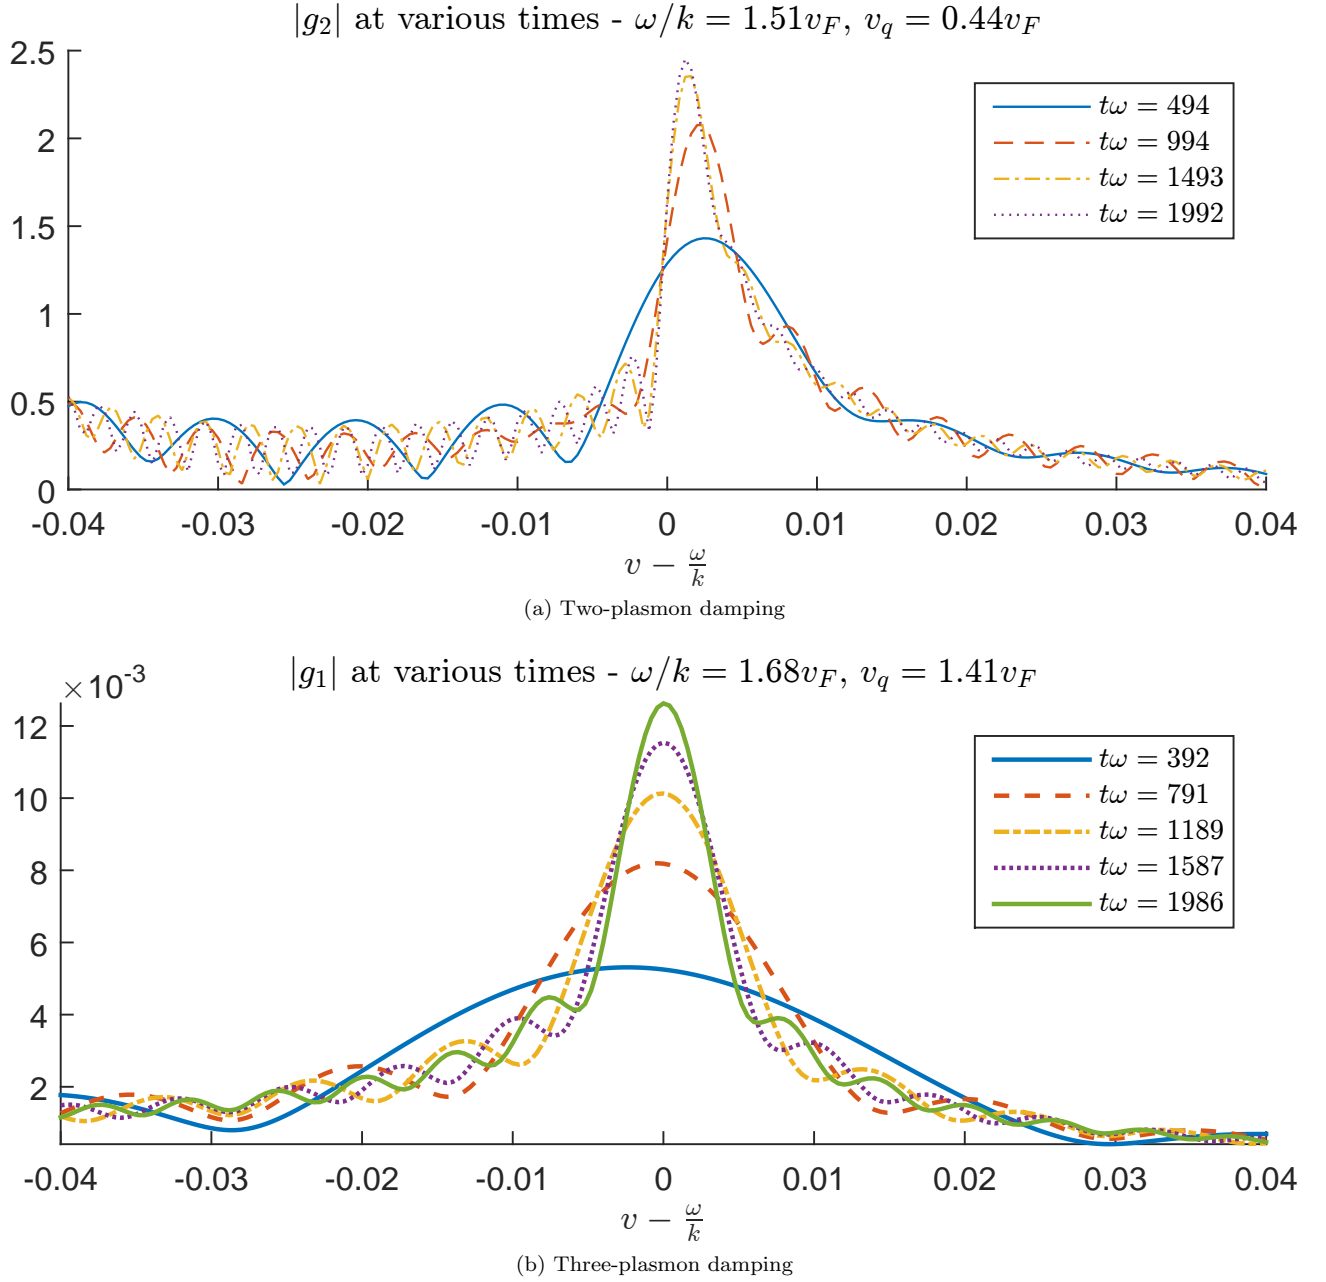 |g₂| at various times - ω/k = 1.51v_F, v_q = 0.44v_F
2.5
2
1.5
1
0.5
0
tω = 494
tω = 994
tω = 1493
tω = 1992
-0.04 -0.03 -0.02 -0.01 0 0.01 0.02 0.03 0.04
v − ω/k
(a) Two-plasmon damping
|g₁| at various times - ω/k = 1.68v_F, v_q = 1.41v_F
×10⁻³
12
10
8
6
4
2
tω = 392
tω = 791
tω = 1189
tω = 1587
tω = 1986
-0.04 -0.03 -0.02 -0.01 0 0.01 0.02 0.03 0.04
v − ω/k
(b) Three-plasmon damping